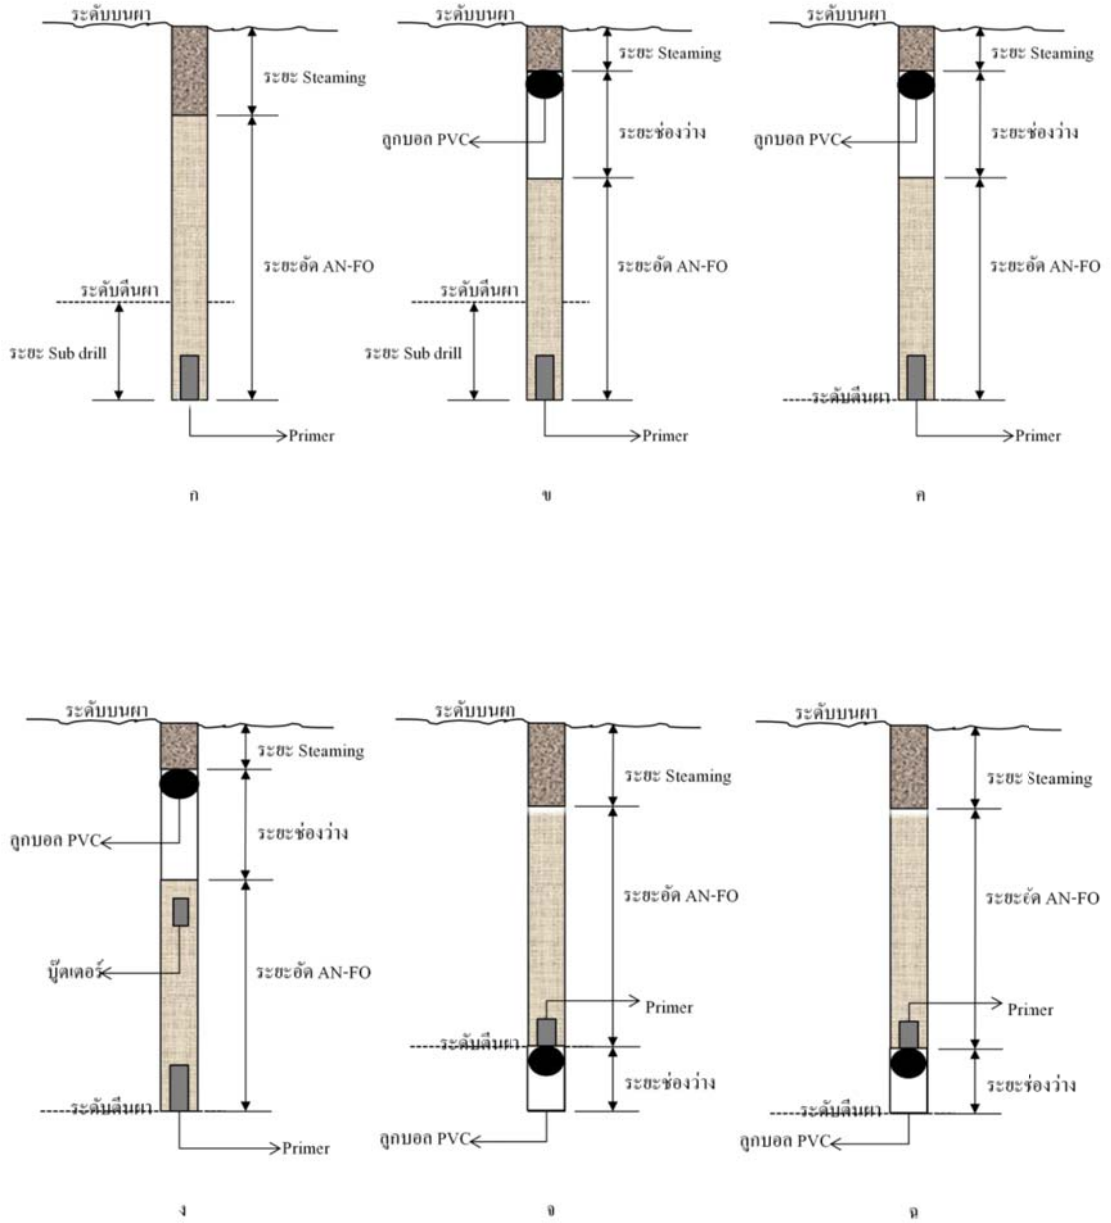 ระดับบนผา
ระยะ Steaming
ระยะอัด AN-FO
ระดับตีนผา
ระยะ Sub drill
Primer
ก
ระดับบนผา
ระยะ Steaming
ลูกบอล PVC
ระยะช่องว่าง
ระยะอัด AN-FO
ระดับตีนผา
ระยะ Sub drill
Primer
ข
ระดับบนผา
ระยะ Steaming
ลูกบอล PVC
ระยะช่องว่าง
ระยะอัด AN-FO
ระดับตีนผา
Primer
ค
ระดับบนผา
ระยะ Steaming
ลูกบอล PVC
ระยะช่องว่าง
บู๊ตเตอร์
ระยะอัด AN-FO
ระดับตีนผา
Primer
ง
ระดับบนผา
ระยะ Steaming
ระยะอัด AN-FO
Primer
ระดับตีนผา
ระยะช่องว่าง
ลูกบอล PVC
จ
ระดับบนผา
ระยะ Steaming
ระยะอัด AN-FO
Primer
ระยะช่องว่าง
ระดับตีนผา
ลูกบอล PVC
ฉ